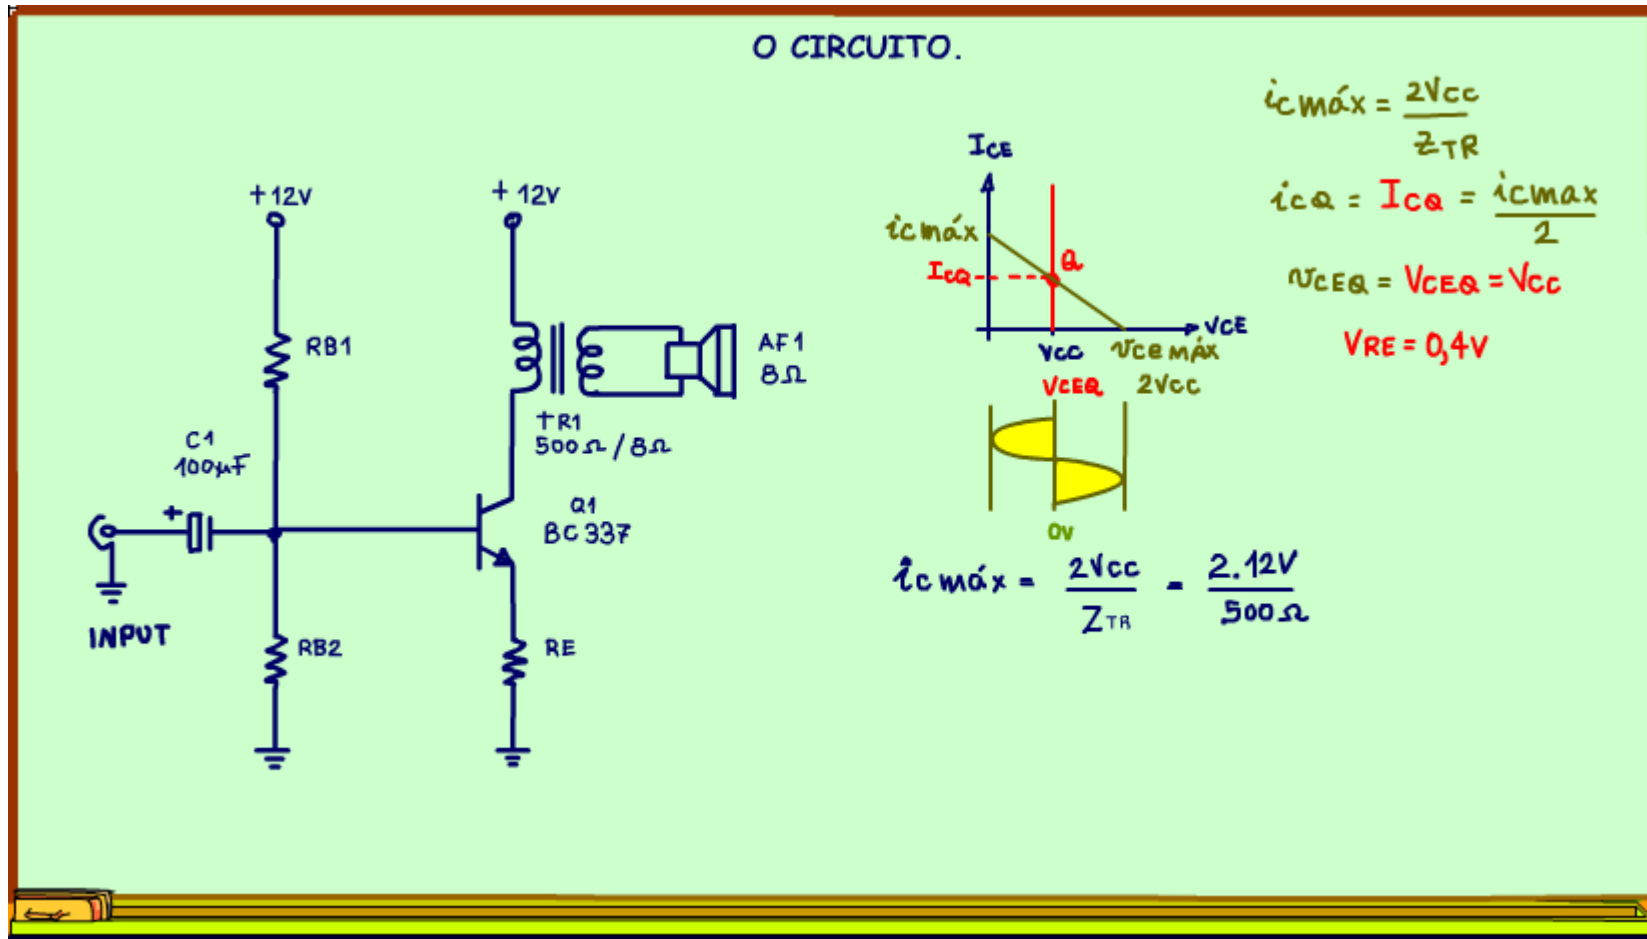 O CIRCUITO.
+12V
+12V
RB1
C1
100µF
INPUT
RB2
TR1
500Ω/8Ω
AF1
8Ω
Q1
BC337
RE
ICE
icmáx
ICQ
Q
VCE
VCC
vcemáx
VCEQ
2VCC
0V
icmáx = 2Vcc / ZTR
icQ = ICQ = icmax / 2
vCEQ = VCEQ = VCC
VRE = 0,4V
icmáx = 2Vcc / ZTR = 2.12V / 500Ω